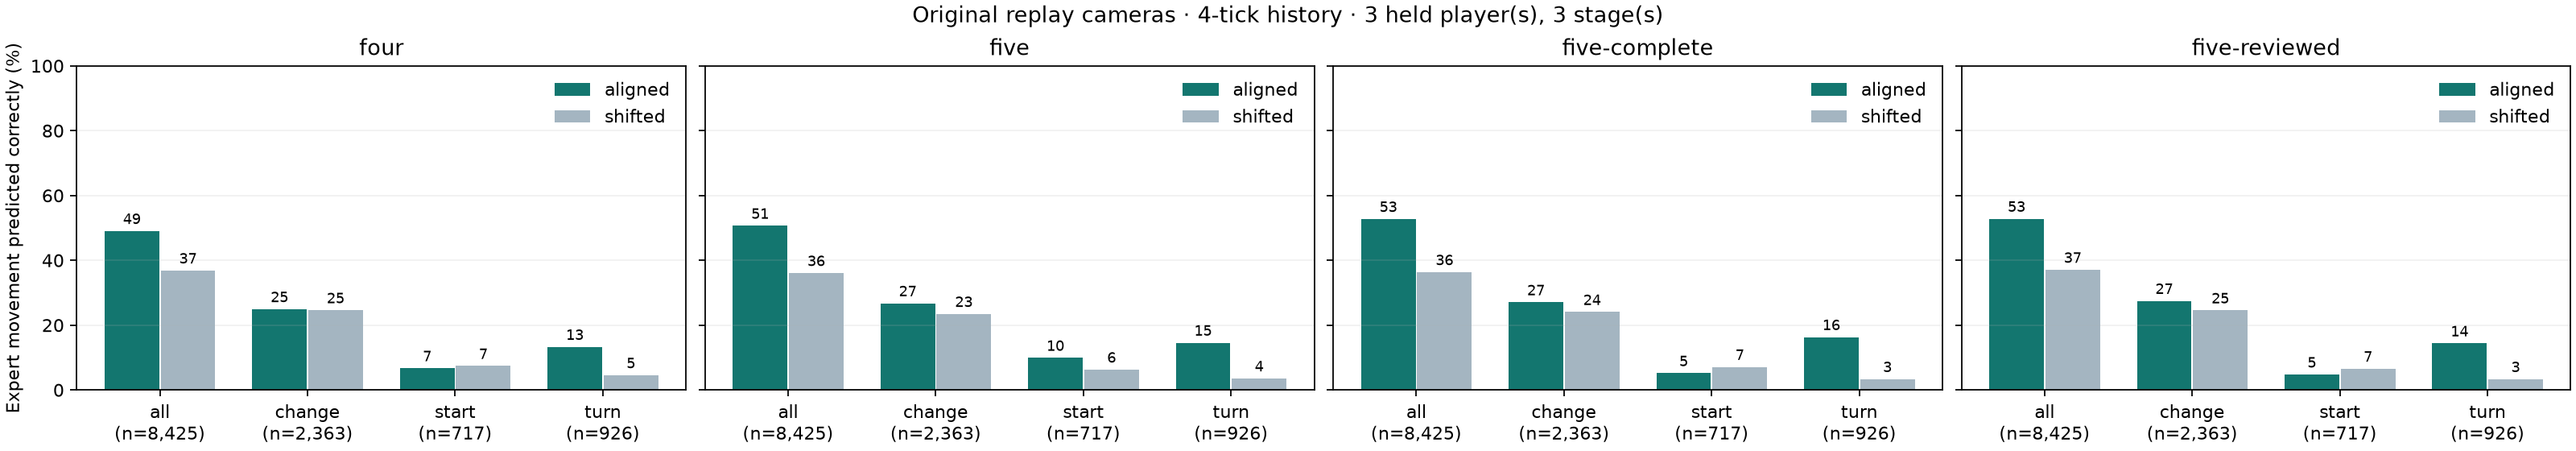 Original replay cameras · 4-tick history · 3 held player(s), 3 stage(s)
Expert movement predicted correctly (%)
four
100
80
60
40
20
0
aligned
shifted
49
37
25
25
7
7
13
5
all
(n=8,425)
change
(n=2,363)
start
(n=717)
turn
(n=926)
five
aligned
shifted
51
36
27
23
10
6
15
4
all
(n=8,425)
change
(n=2,363)
start
(n=717)
turn
(n=926)
five-complete
aligned
shifted
53
36
27
24
5
7
16
3
all
(n=8,425)
change
(n=2,363)
start
(n=717)
turn
(n=926)
five-reviewed
aligned
shifted
53
37
27
25
5
7
14
3
all
(n=8,425)
change
(n=2,363)
start
(n=717)
turn
(n=926)